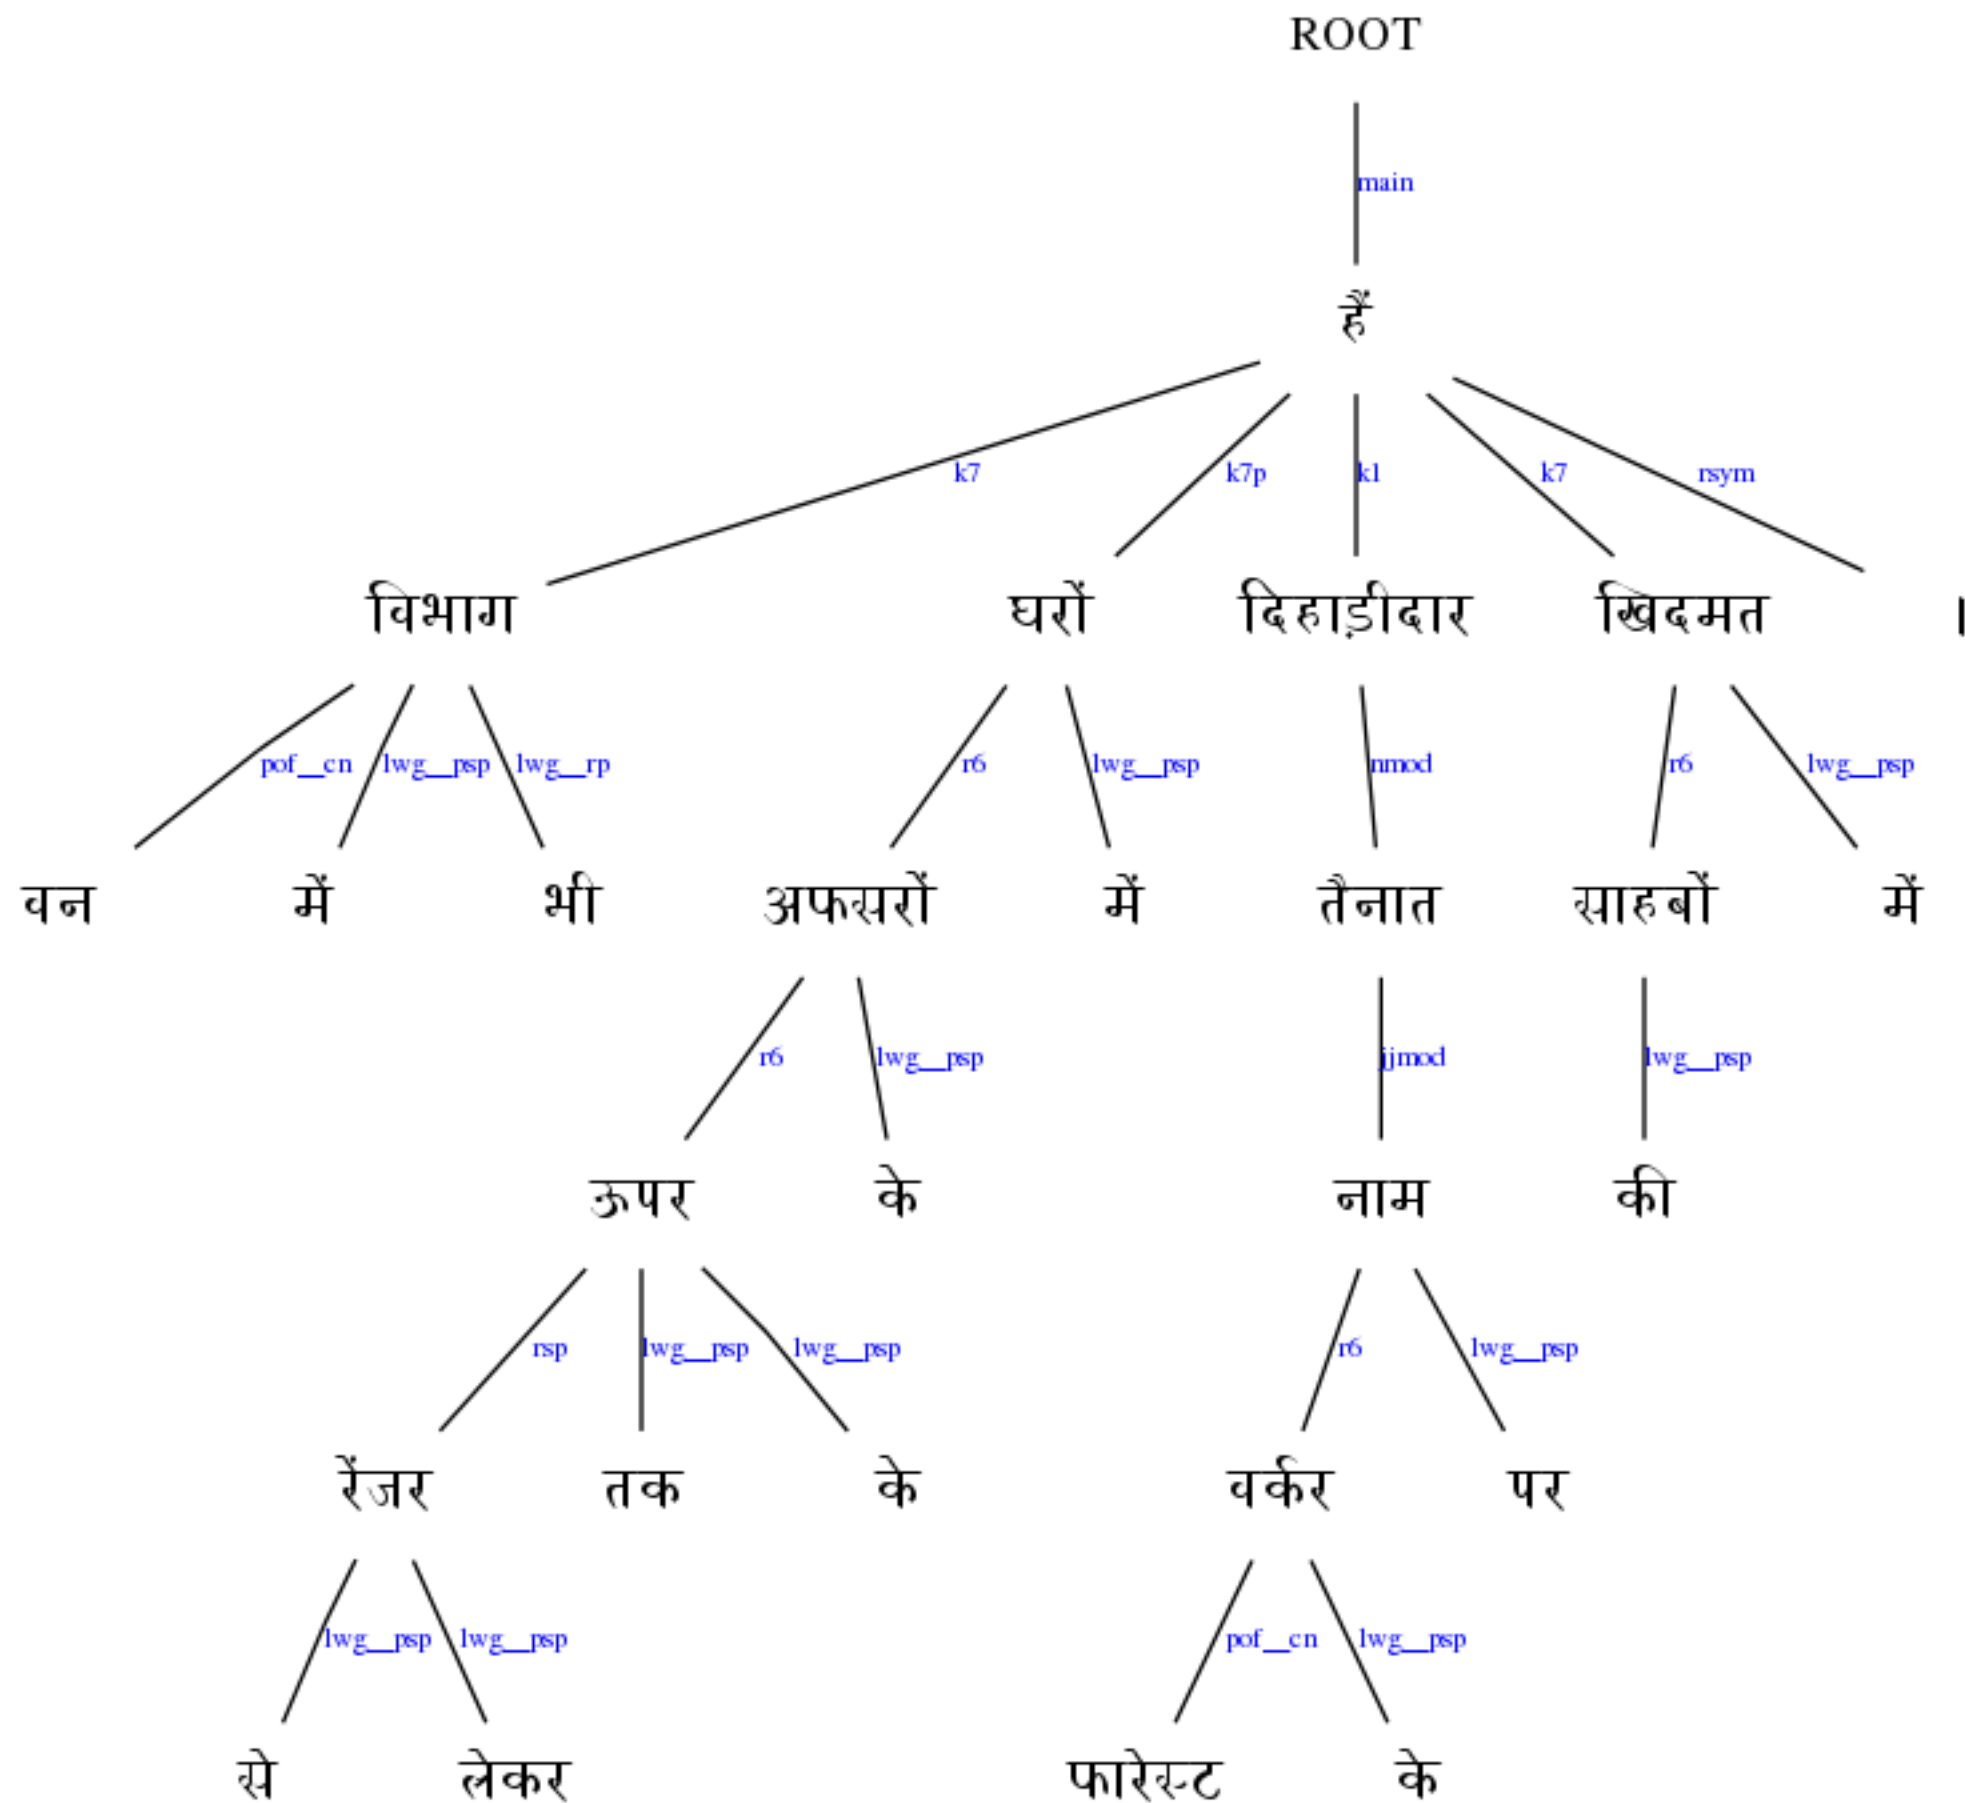 ROOT
main
हैं
k7 k7p k1 k7 rsym
विभाग घरों दिहाड़ीदार खिदमत ।
pof__cn lwg__psp lwg__rp r6 lwg__psp nmod r6 lwg__psp
वन में भी अफसरों में तैनात साहबों में
r6 lwg__psp jjmod lwg__psp
ऊपर के नाम की
rsp lwg__psp lwg__psp r6 lwg__psp
रेंजर तक के वर्कर पर
lwg__psp lwg__psp pof__cn lwg__psp
से लेकर फारेस्ट के